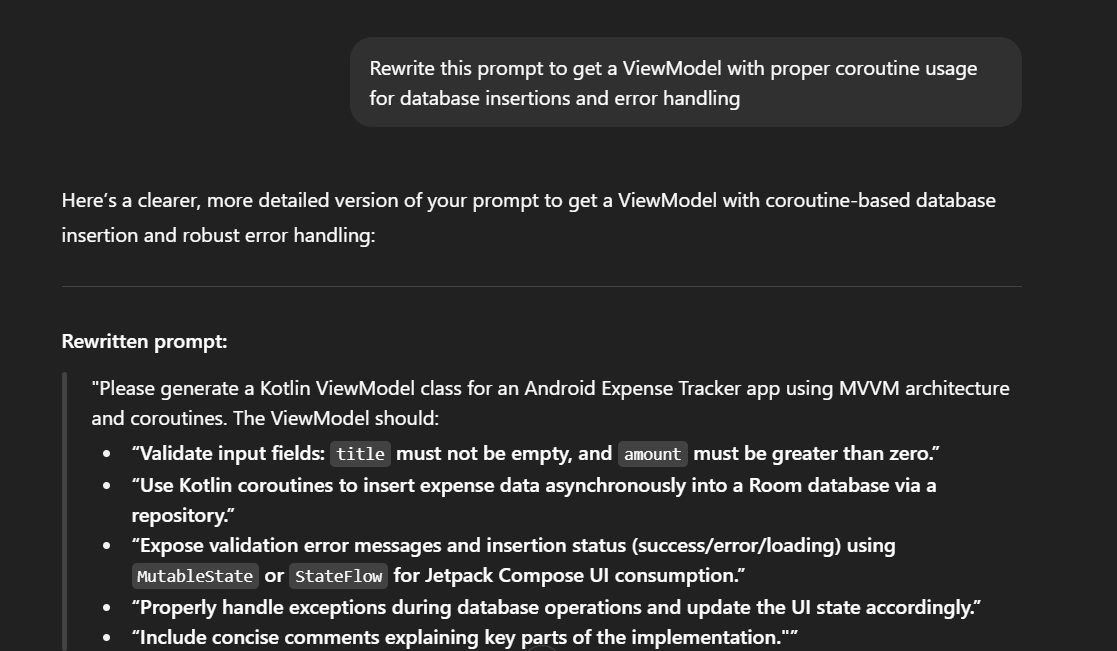 Rewrite this prompt to get a ViewModel with proper coroutine usage
for database insertions and error handling
Here’s a clearer, more detailed version of your prompt to get a ViewModel with coroutine-based database
insertion and robust error handling:
Rewritten prompt:
"Please generate a Kotlin ViewModel class for an Android Expense Tracker app using MVVM architecture
and coroutines. The ViewModel should:
• “Validate input fields: title must not be empty, and amount must be greater than zero.”
• “Use Kotlin coroutines to insert expense data asynchronously into a Room database via a
repository.”
• “Expose validation error messages and insertion status (success/error/loading) using
MutableState or StateFlow for Jetpack Compose UI consumption.”
• “Properly handle exceptions during database operations and update the UI state accordingly.”
• “Include concise comments explaining key parts of the implementation."”